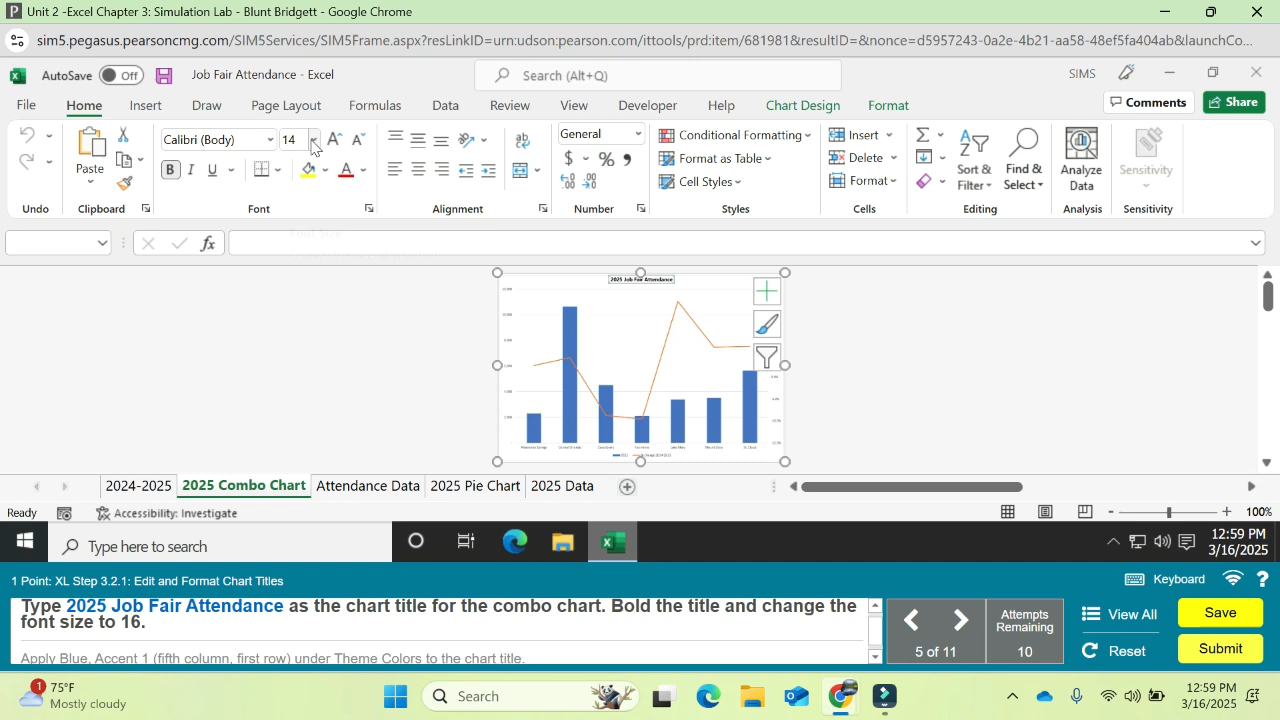 Unit 2 -Excel Chapter 3: Simulation Lab - Blunt Bridgett - Google Chrome
sim5.pegasus.pearsoncmg.com/SIM5Services/SIM5Frame.aspx?resLinkID=urn:udson:pearson.com/ittools/prd:item/681981&resultID=&nonce=d5957243-0a2e-4b21-aa58-48ef5fa404ab&launchCo...
AutoSave Off Job Fair Attendance - Excel Search (Alt+Q) SIMS
File Home Insert Draw Page Layout Formulas Data Review View Developer Help Chart Design Format Comments Share
Calibri (Body) 14 General Conditional Formatting Insert
Paste B I U A $ % Format as Table Delete Sort & Filter Find & Select Analyze Data Sensitivity
Cell Styles Format
Undo Clipboard Font Alignment Number Styles Cells Editing Analysis Sensitivity
fx
2025 Job Fair Attendance
2024-2025 2025 Combo Chart Attendance Data 2025 Pie Chart 2025 Data
Ready Accessibility: Investigate 100%
Type here to search 12:59 PM
3/16/2025
1 Point: XL Step 3.2.1: Edit and Format Chart Titles Keyboard ?
Type 2025 Job Fair Attendance as the chart title for the combo chart. Bold the title and change the
font size to 16.
Apply Blue, Accent 1 (fifth column, first row) under Theme Colors to the chart title.
5 of 11
Attempts
Remaining
10
View All Save
Reset Submit
1 75°F
Mostly cloudy
Search
12:59 PM
3/16/2025